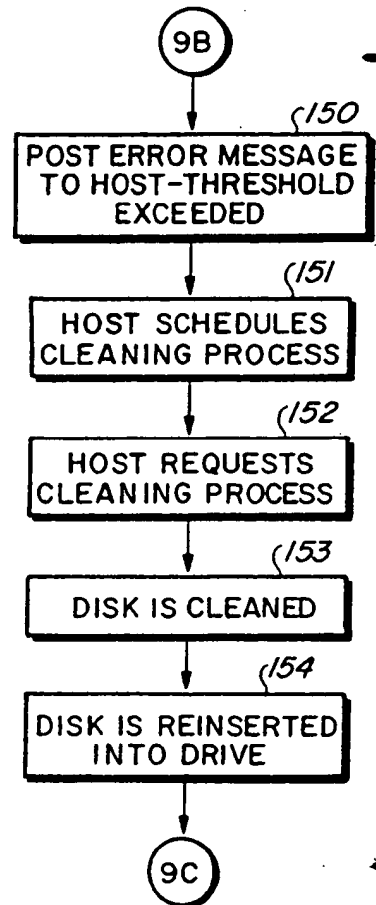 9B
150
POST ERROR MESSAGE
TO HOST-THRESHOLD
EXCEEDED
151
HOST SCHEDULES
CLEANING PROCESS
152
HOST REQUESTS
CLEANING PROCESS
153
DISK IS CLEANED
154
DISK IS REINSERTED
INTO DRIVE
9C